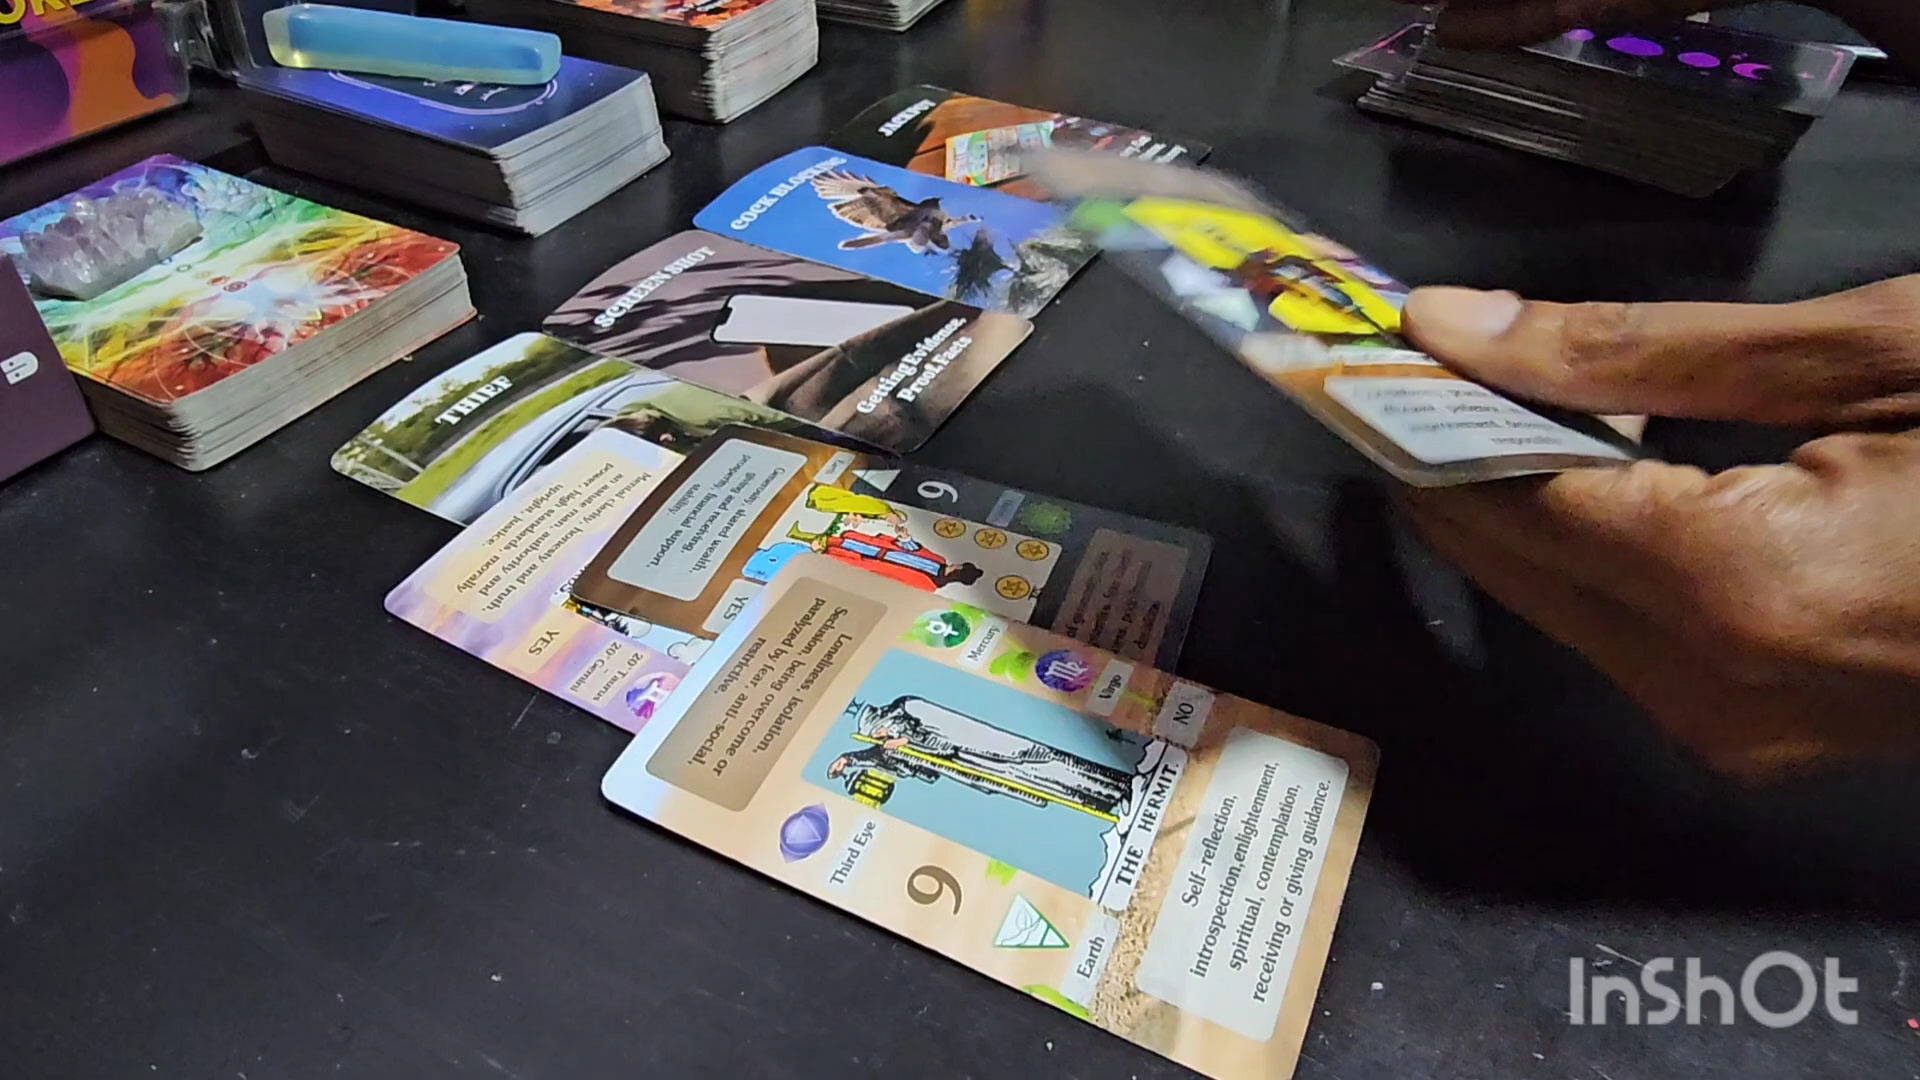 JACKPOT
COCK BLOCKING
SCREEN SHOT
Getting Evidence,
Proof, Facts
THIEF
Mental clarity, honesty and truth,
an astute man, authority and
power, high standards, morally
upright, justice.
YES
20° Taurus
20° Gemini
Generosity, shared wealth,
giving and receiving,
prosperity, financial support,
stability.
YES
Earth
6
Loneliness, isolation,
Seclusion, being overcome or
paralyzed by fear, anti-social,
restrictive.
Mercury
Virgo
NO
IX
THE HERMIT.
Third Eye
9
Earth
Self-reflection,
introspection, enlightenment,
spiritual, contemplation,
receiving or giving guidance.
InShOt